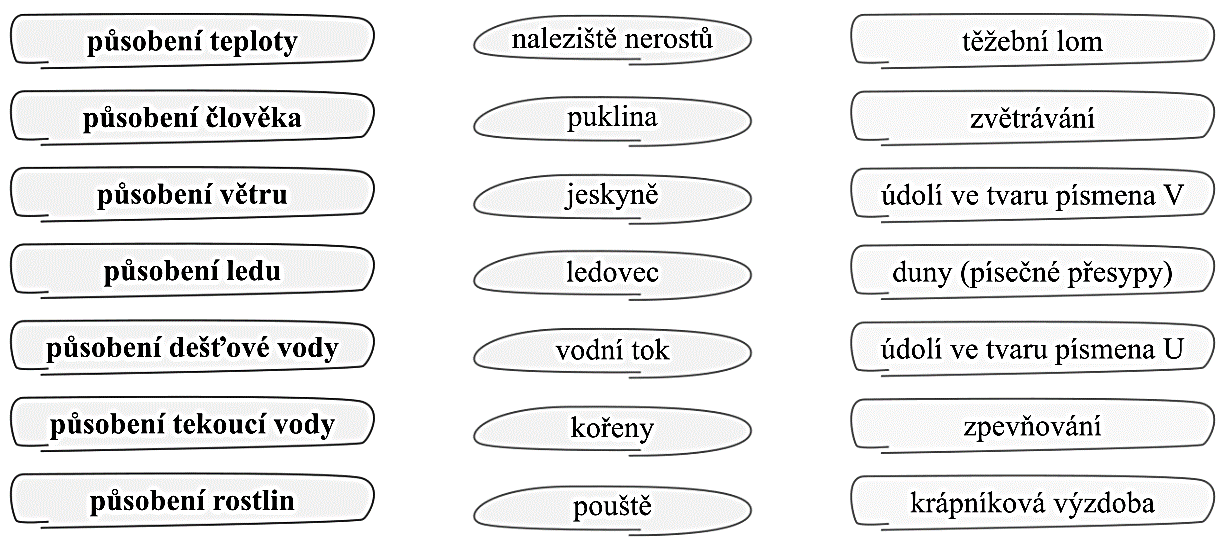 působení teploty
naleziště nerostů
těžební lom
působení člověka
puklina
zvětrávání
působení větru
jeskyně
údolí ve tvaru písmena V
působení ledu
ledovec
duny (písečné přesypy)
působení dešťové vody
vodní tok
údolí ve tvaru písmena U
působení tekoucí vody
kořeny
zpevňování
působení rostlin
pouště
krápníková výzdoba